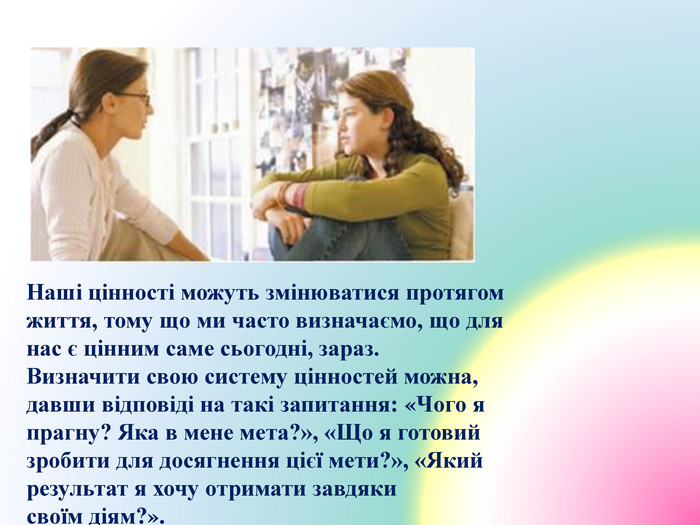 Наші цінності можуть змінюватися протягом
життя, тому що ми часто визначаємо, що для
нас є цінним саме сьогодні, зараз.
Визначити свою систему цінностей можна,
давши відповіді на такі запитання: «Чого я
прагну? Яка в мене мета?», «Що я готовий
зробити для досягнення цієї мети?», «Який
результат я хочу отримати завдяки
своїм діям?».